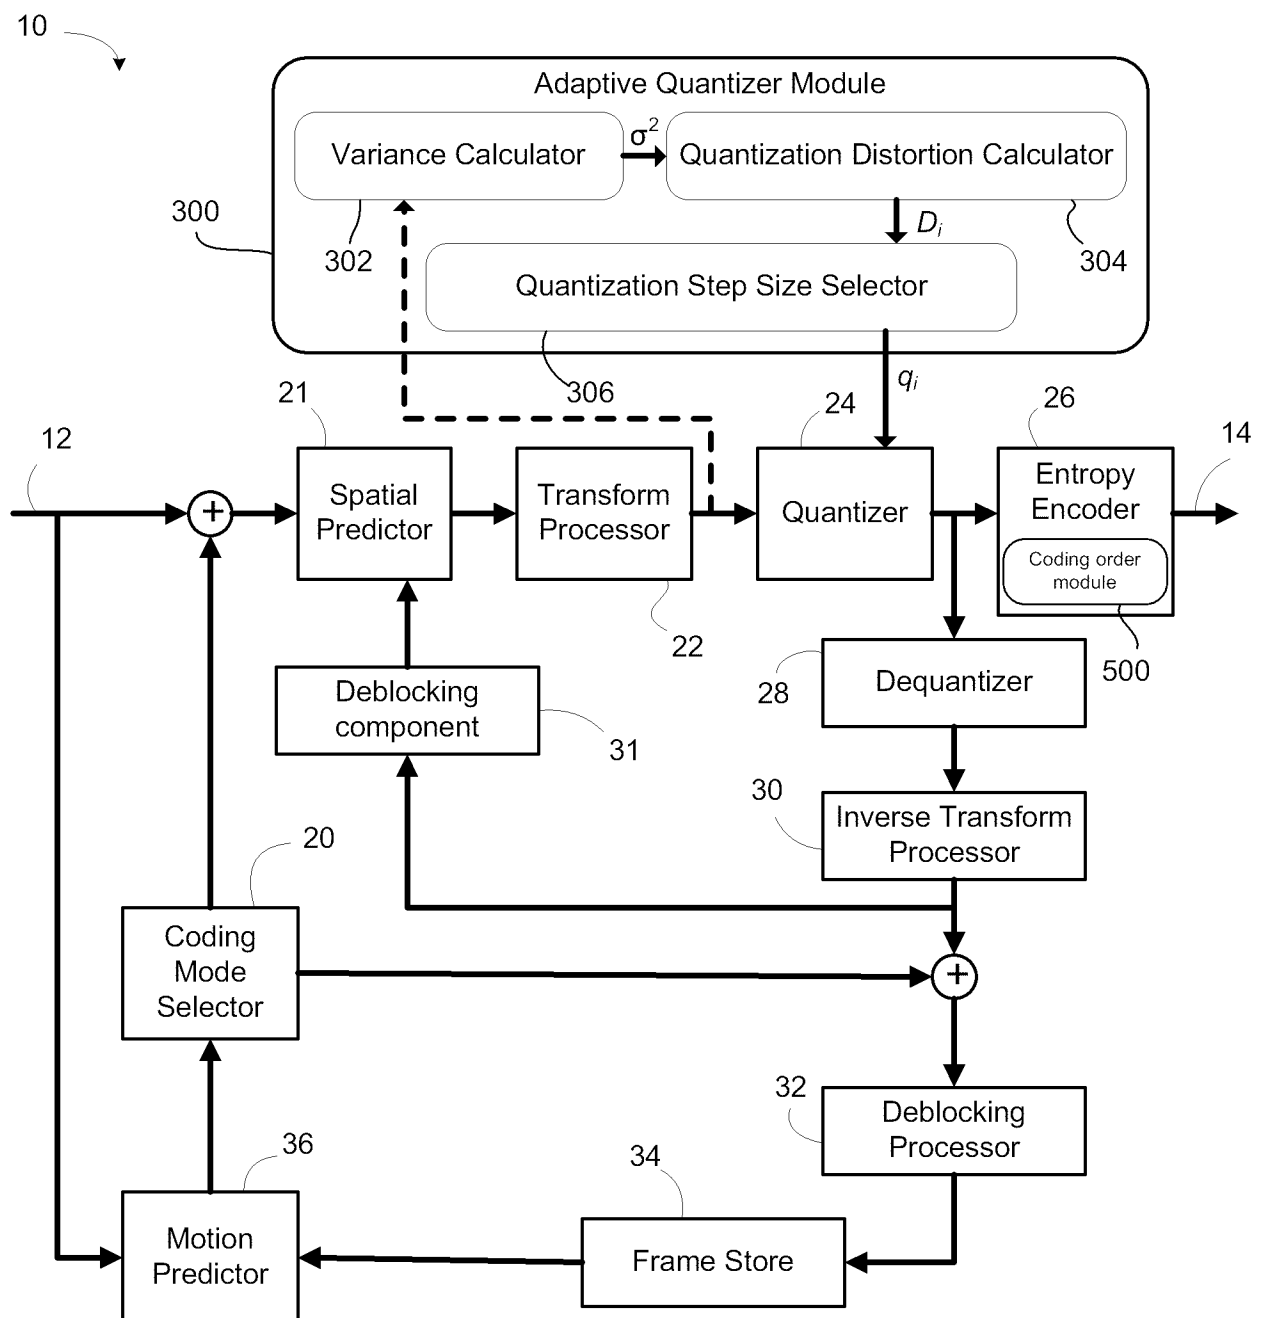 10
Adaptive Quantizer Module
Variance Calculator
σ²
Quantization Distortion Calculator
300
302
Di
304
Quantization Step Size Selector
306
qi
21
24
26
12
14
+
Spatial
Predictor
Transform
Processor
Quantizer
Entropy
Encoder
Coding order
module
22
500
28
Dequantizer
Deblocking
component
31
30
Inverse Transform
Processor
20
Coding
Mode
Selector
+
32
Deblocking
Processor
36
34
Motion
Predictor
Frame Store